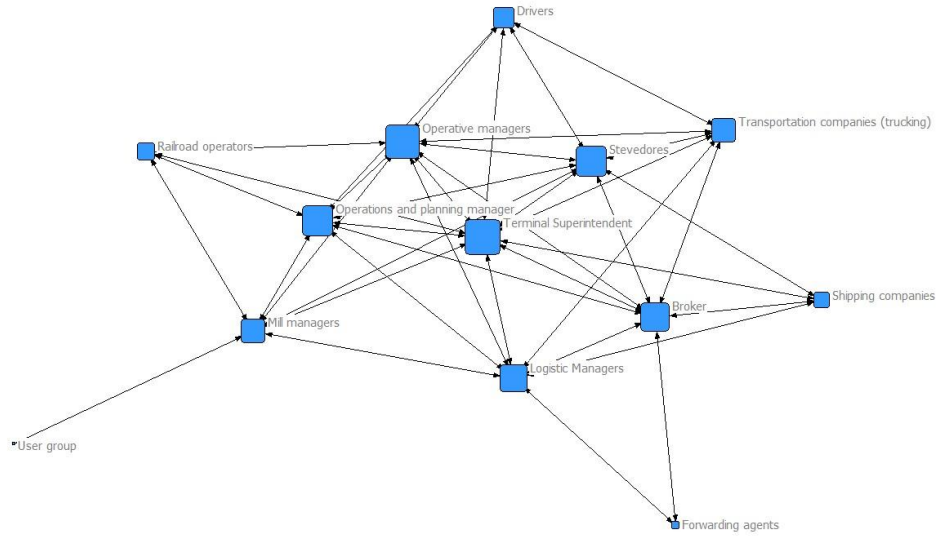 Drivers
Operative managers
Transportation companies (trucking)
Railroad operators
Stevedores
Operations and planning manager
Terminal Superintendent
Shipping companies
Broker
Mill managers
Logistic Managers
User group
Forwarding agents